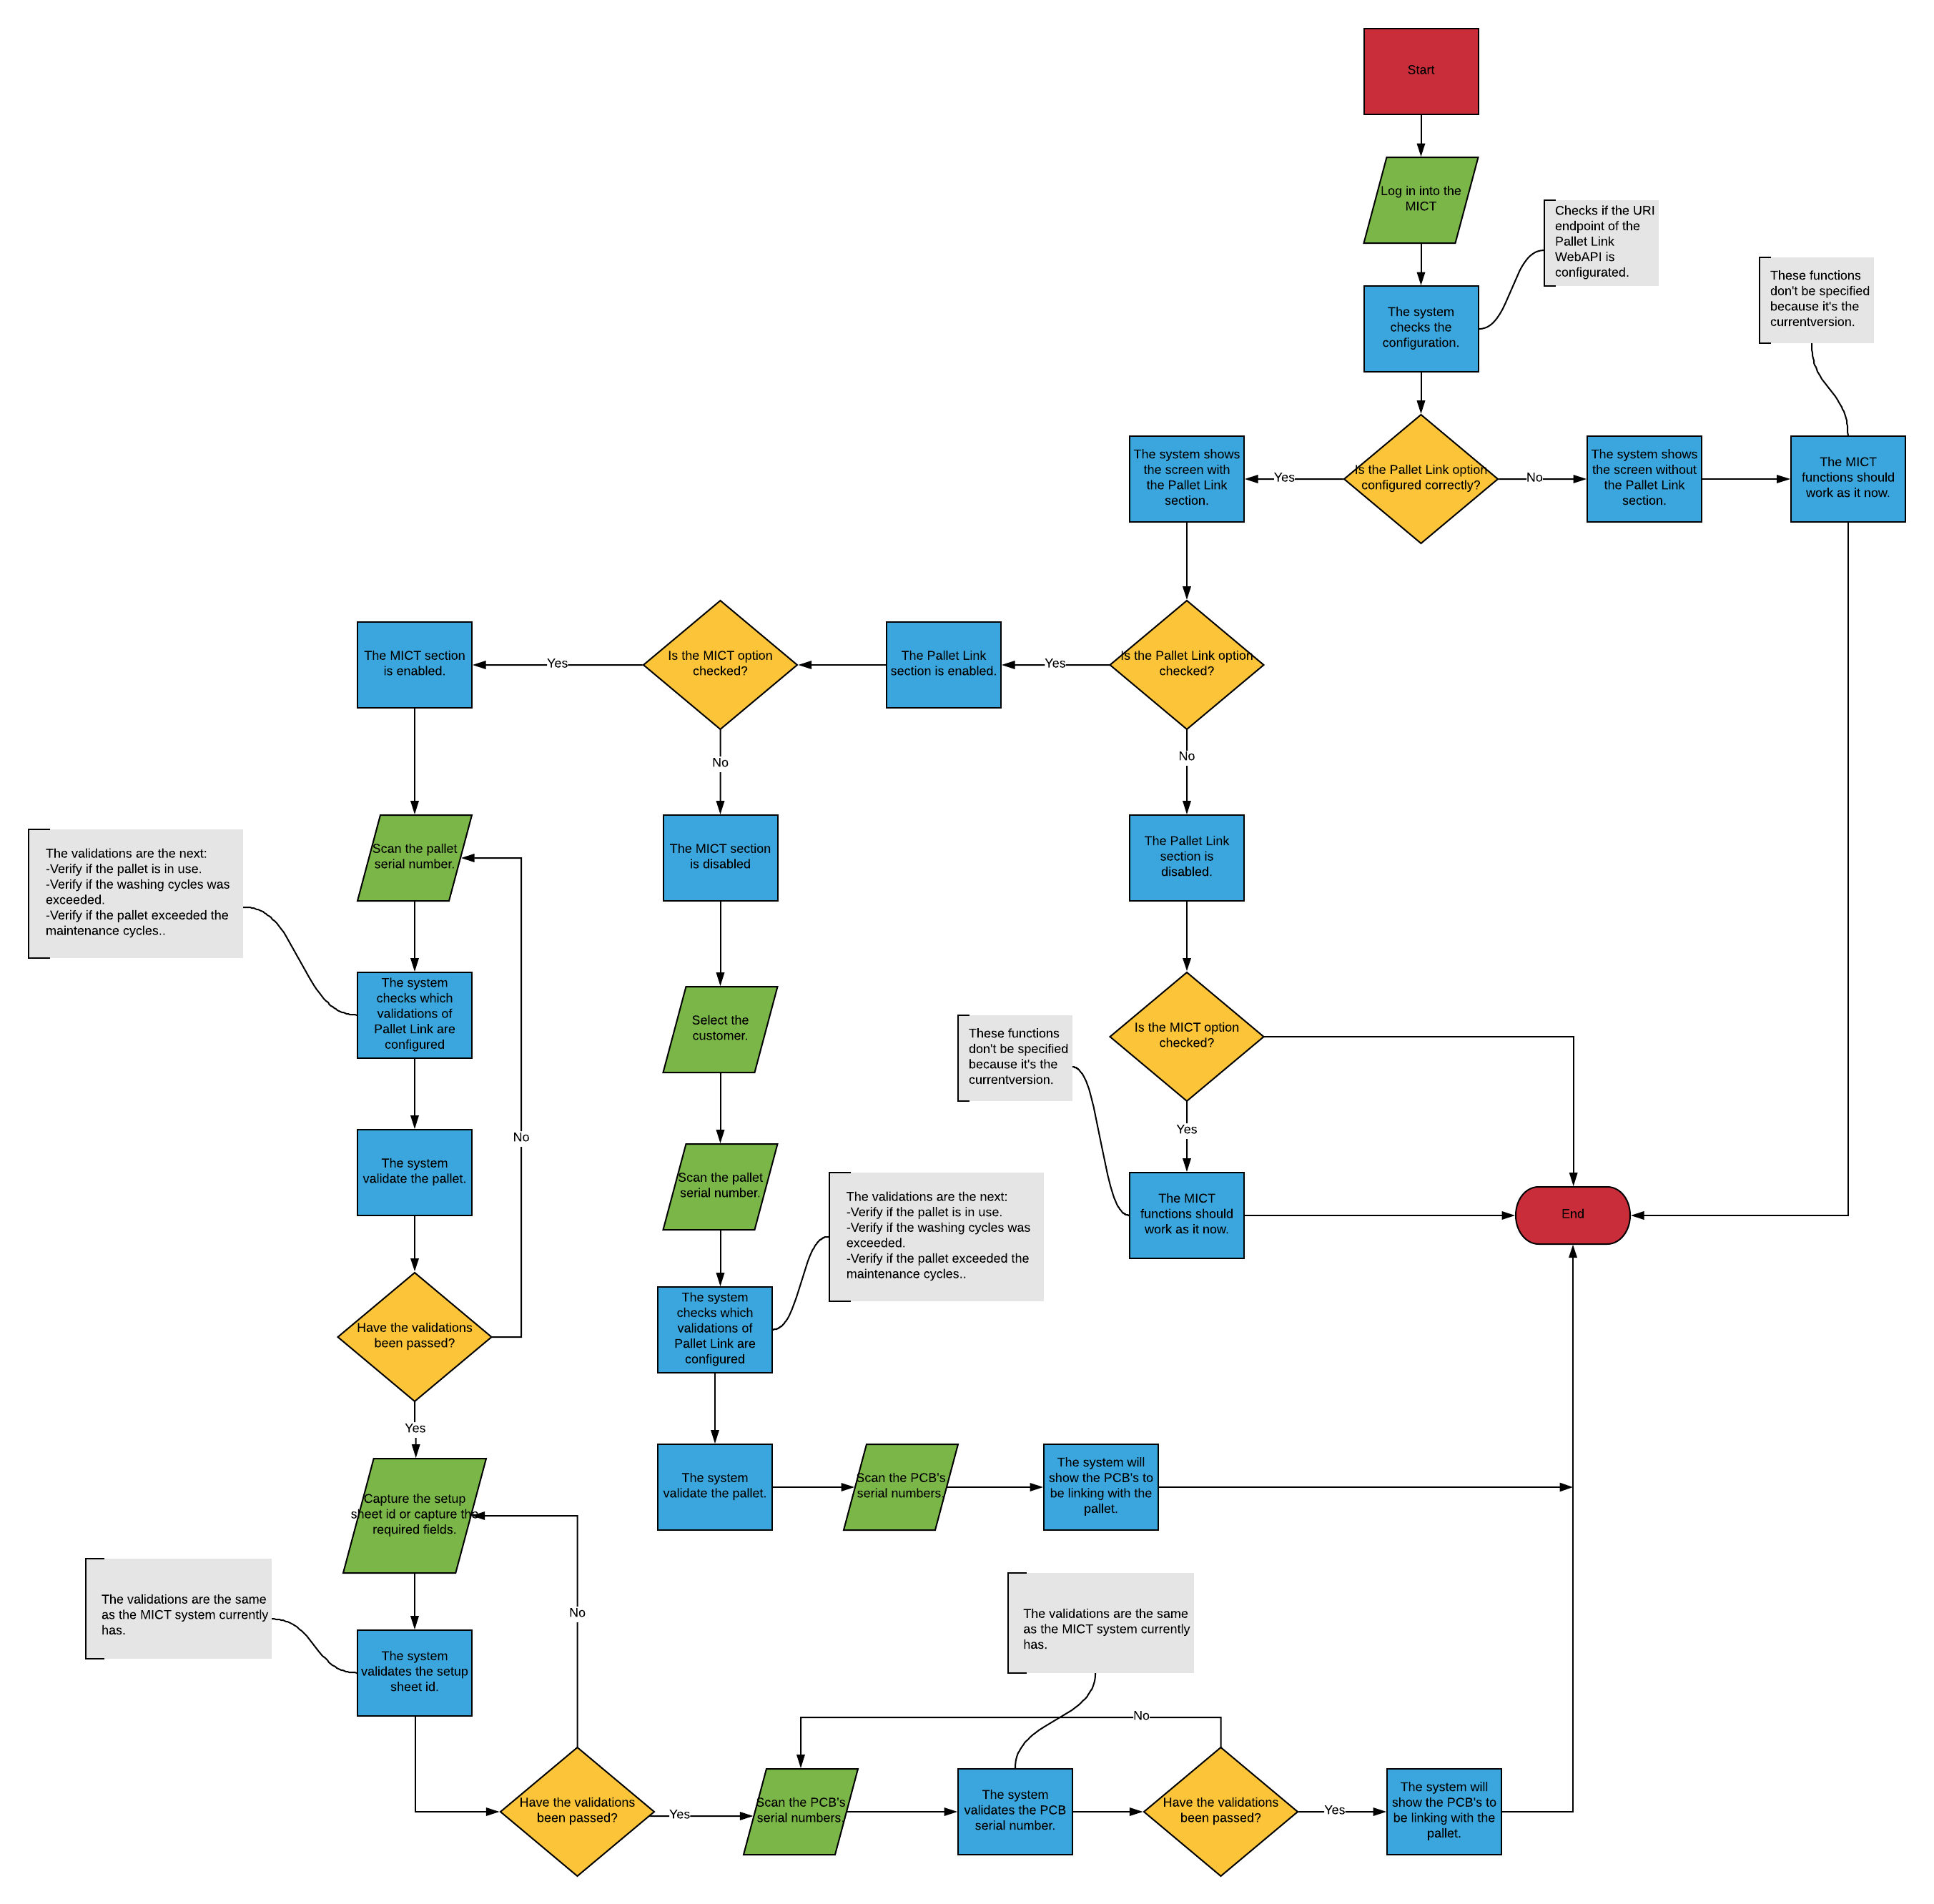 Start
Log in into the
MICT
Checks if the URI
endpoint of the
Pallet Link
WebAPI is
configurated.
The system
checks the
configuration.
These functions
don't be specified
because it's the
currentversion.
The system shows
the screen with
the Pallet Link
section.
Yes
Is the Pallet Link option
configured correctly?
No
The system shows
the screen without
the Pallet Link
section.
The MICT
functions should
work as it now.
The MICT section
is enabled.
Yes
Is the MICT option
checked?
The Pallet Link
section is enabled.
Yes
Is the Pallet Link option
checked?
No
No
The validations are the next:
-Verify if the pallet is in use.
-Verify if the washing cycles was
exceeded.
-Verify if the pallet exceeded the
maintenance cycles..
Scan the pallet
serial number.
The MICT section
is disabled
The Pallet Link
section is
disabled.
The system
checks which
validations of
Pallet Link are
configured
Select the
customer.
These functions
don't be specified
because it's the
currentversion.
Is the MICT option
checked?
Yes
No
The system
validate the pallet.
Scan the pallet
serial number.
The validations are the next:
-Verify if the pallet is in use.
-Verify if the washing cycles was
exceeded.
-Verify if the pallet exceeded the
maintenance cycles..
The MICT
functions should
work as it now.
End
Have the validations
been passed?
The system
checks which
validations of
Pallet Link are
configured
Yes
Capture the setup
sheet id or capture the
required fields.
The system
validate the pallet.
Scan the PCB's
serial numbers
The system will
show the PCB's to
be linking with the
pallet.
The validations are the same
as the MICT system currently
has.
No
The validations are the same
as the MICT system currently
has.
The system
validates the setup
sheet id.
No
Have the validations
been passed?
Yes
Scan the PCB's
serial numbers
The system
validates the PCB
serial number.
Have the validations
been passed?
Yes
The system will
show the PCB's to
be linking with the
pallet.